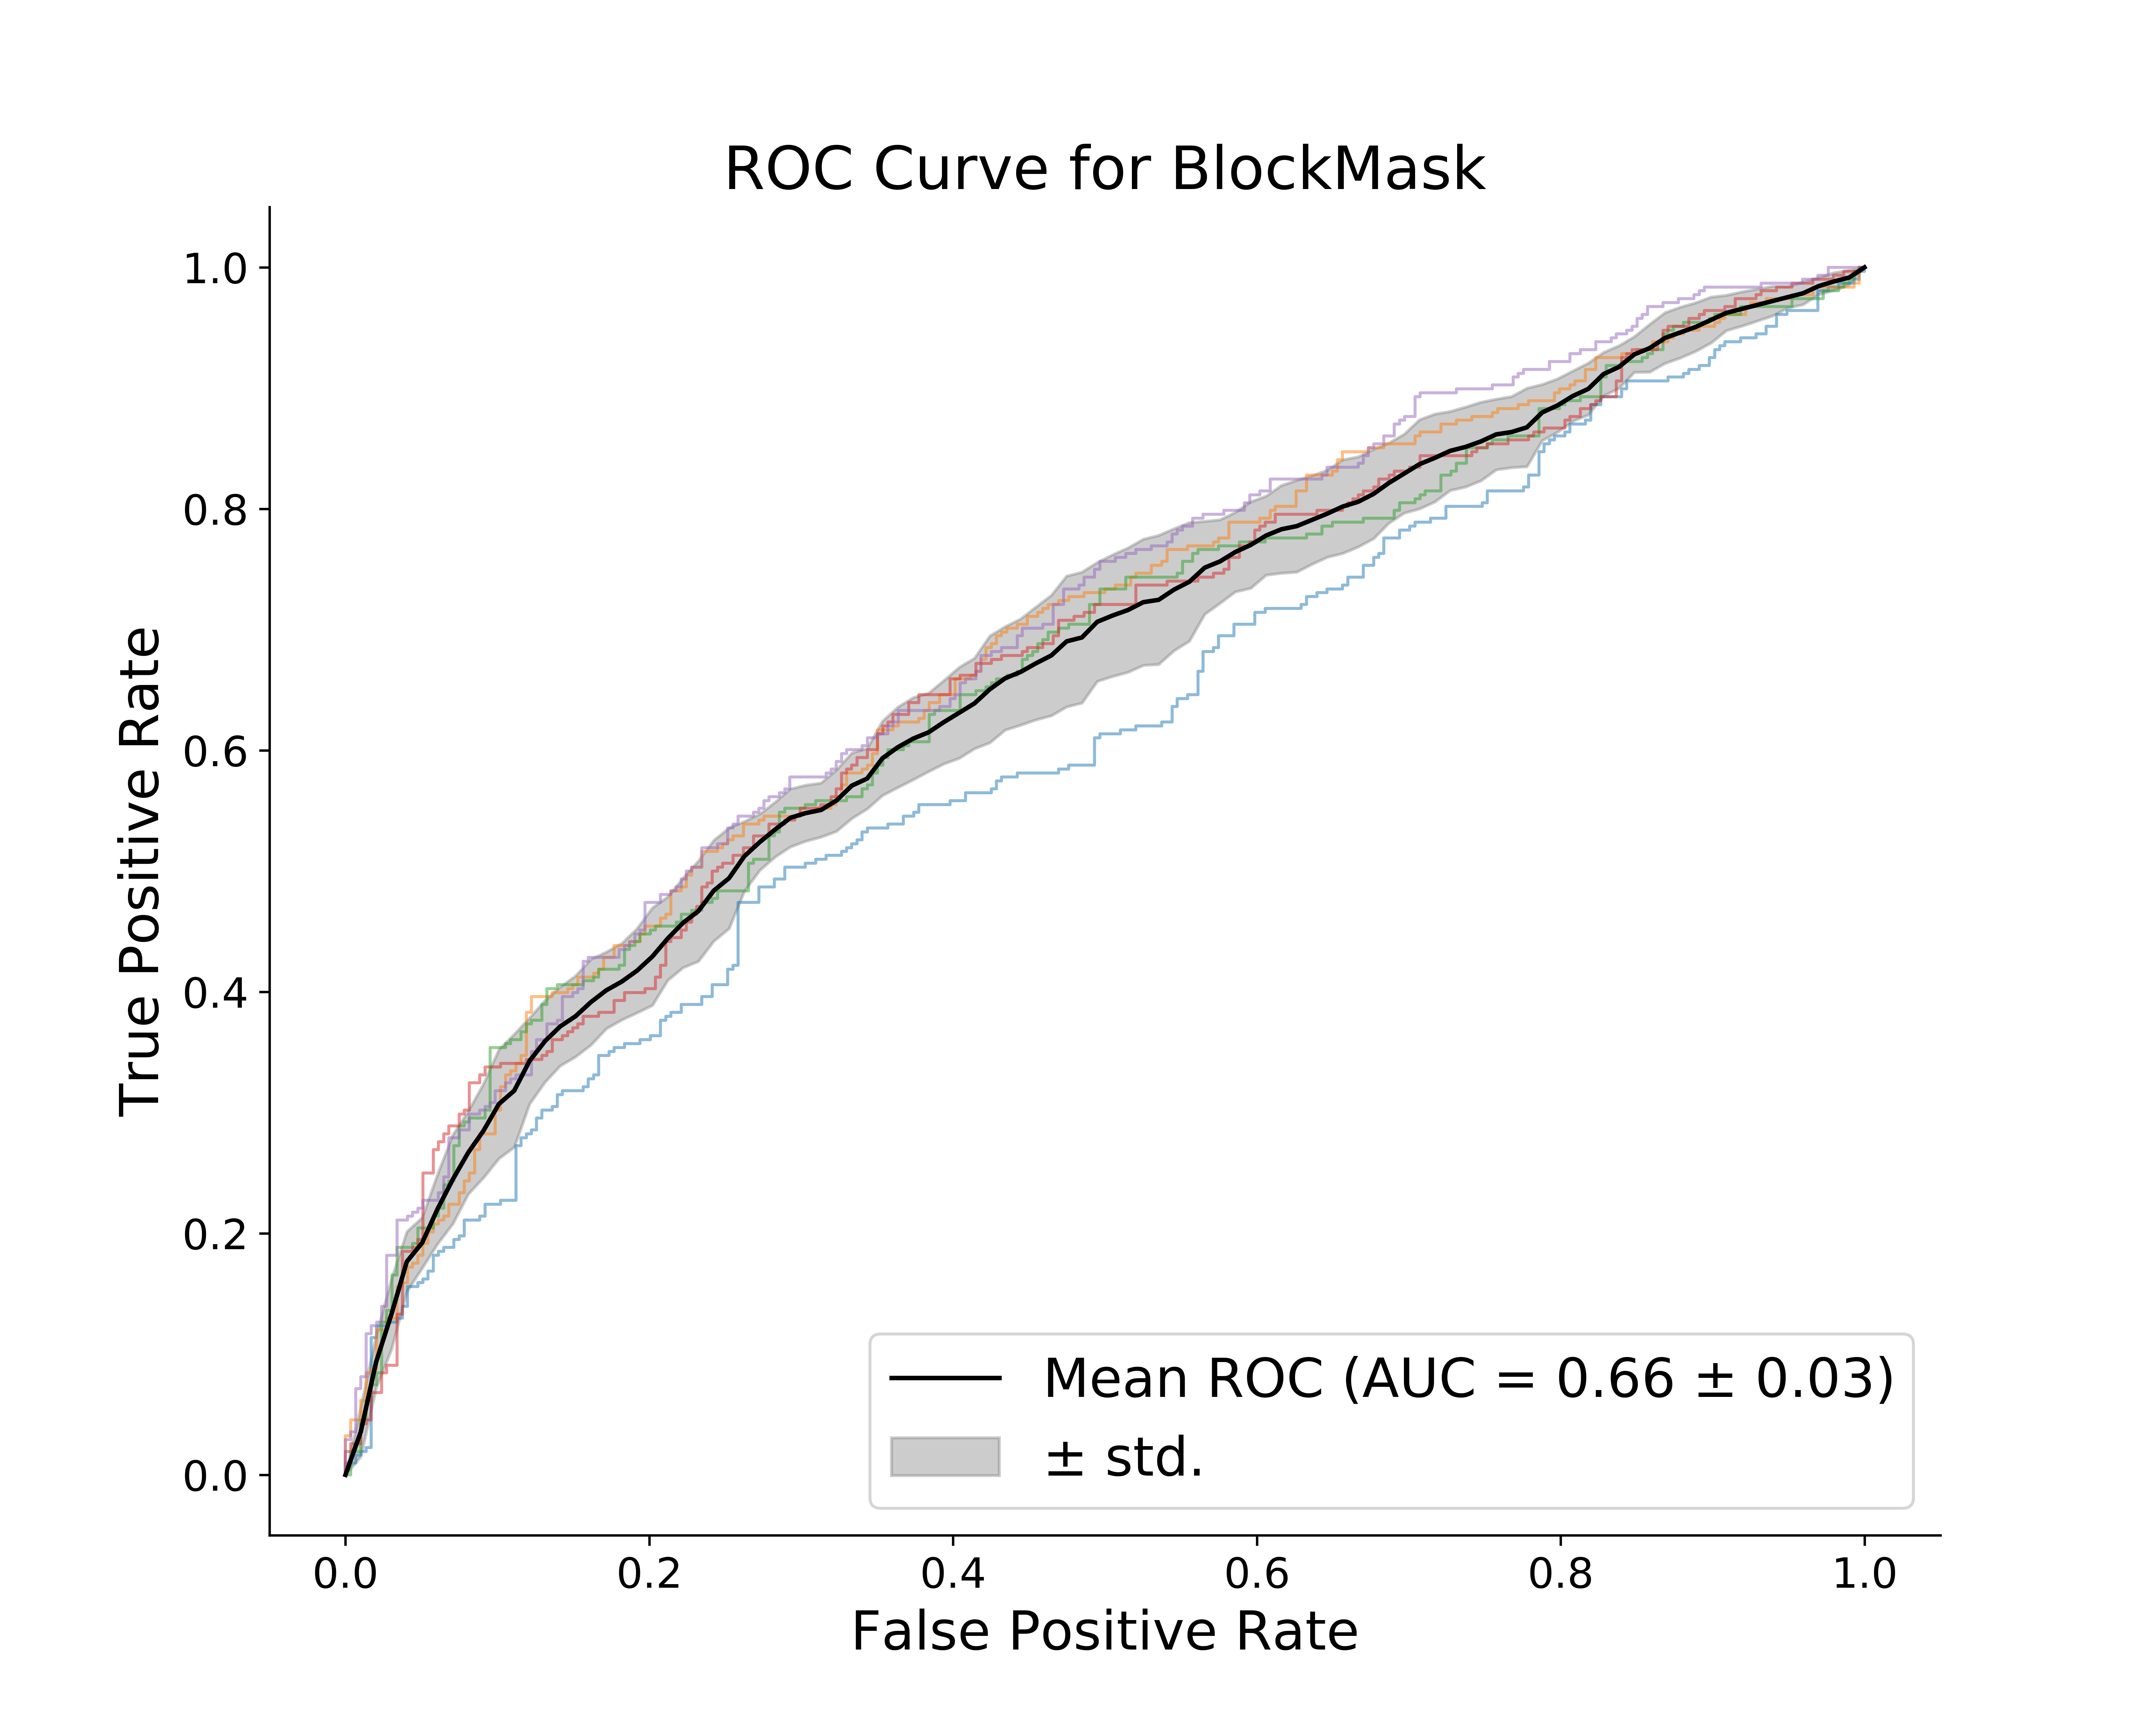 ROC Curve for BlockMask
1.0
0.8
0.6
0.4
0.2
0.0
True Positive Rate
Mean ROC (AUC = 0.66 ± 0.03)
± std.
0.0 0.2 0.4 0.6 0.8 1.0
False Positive Rate